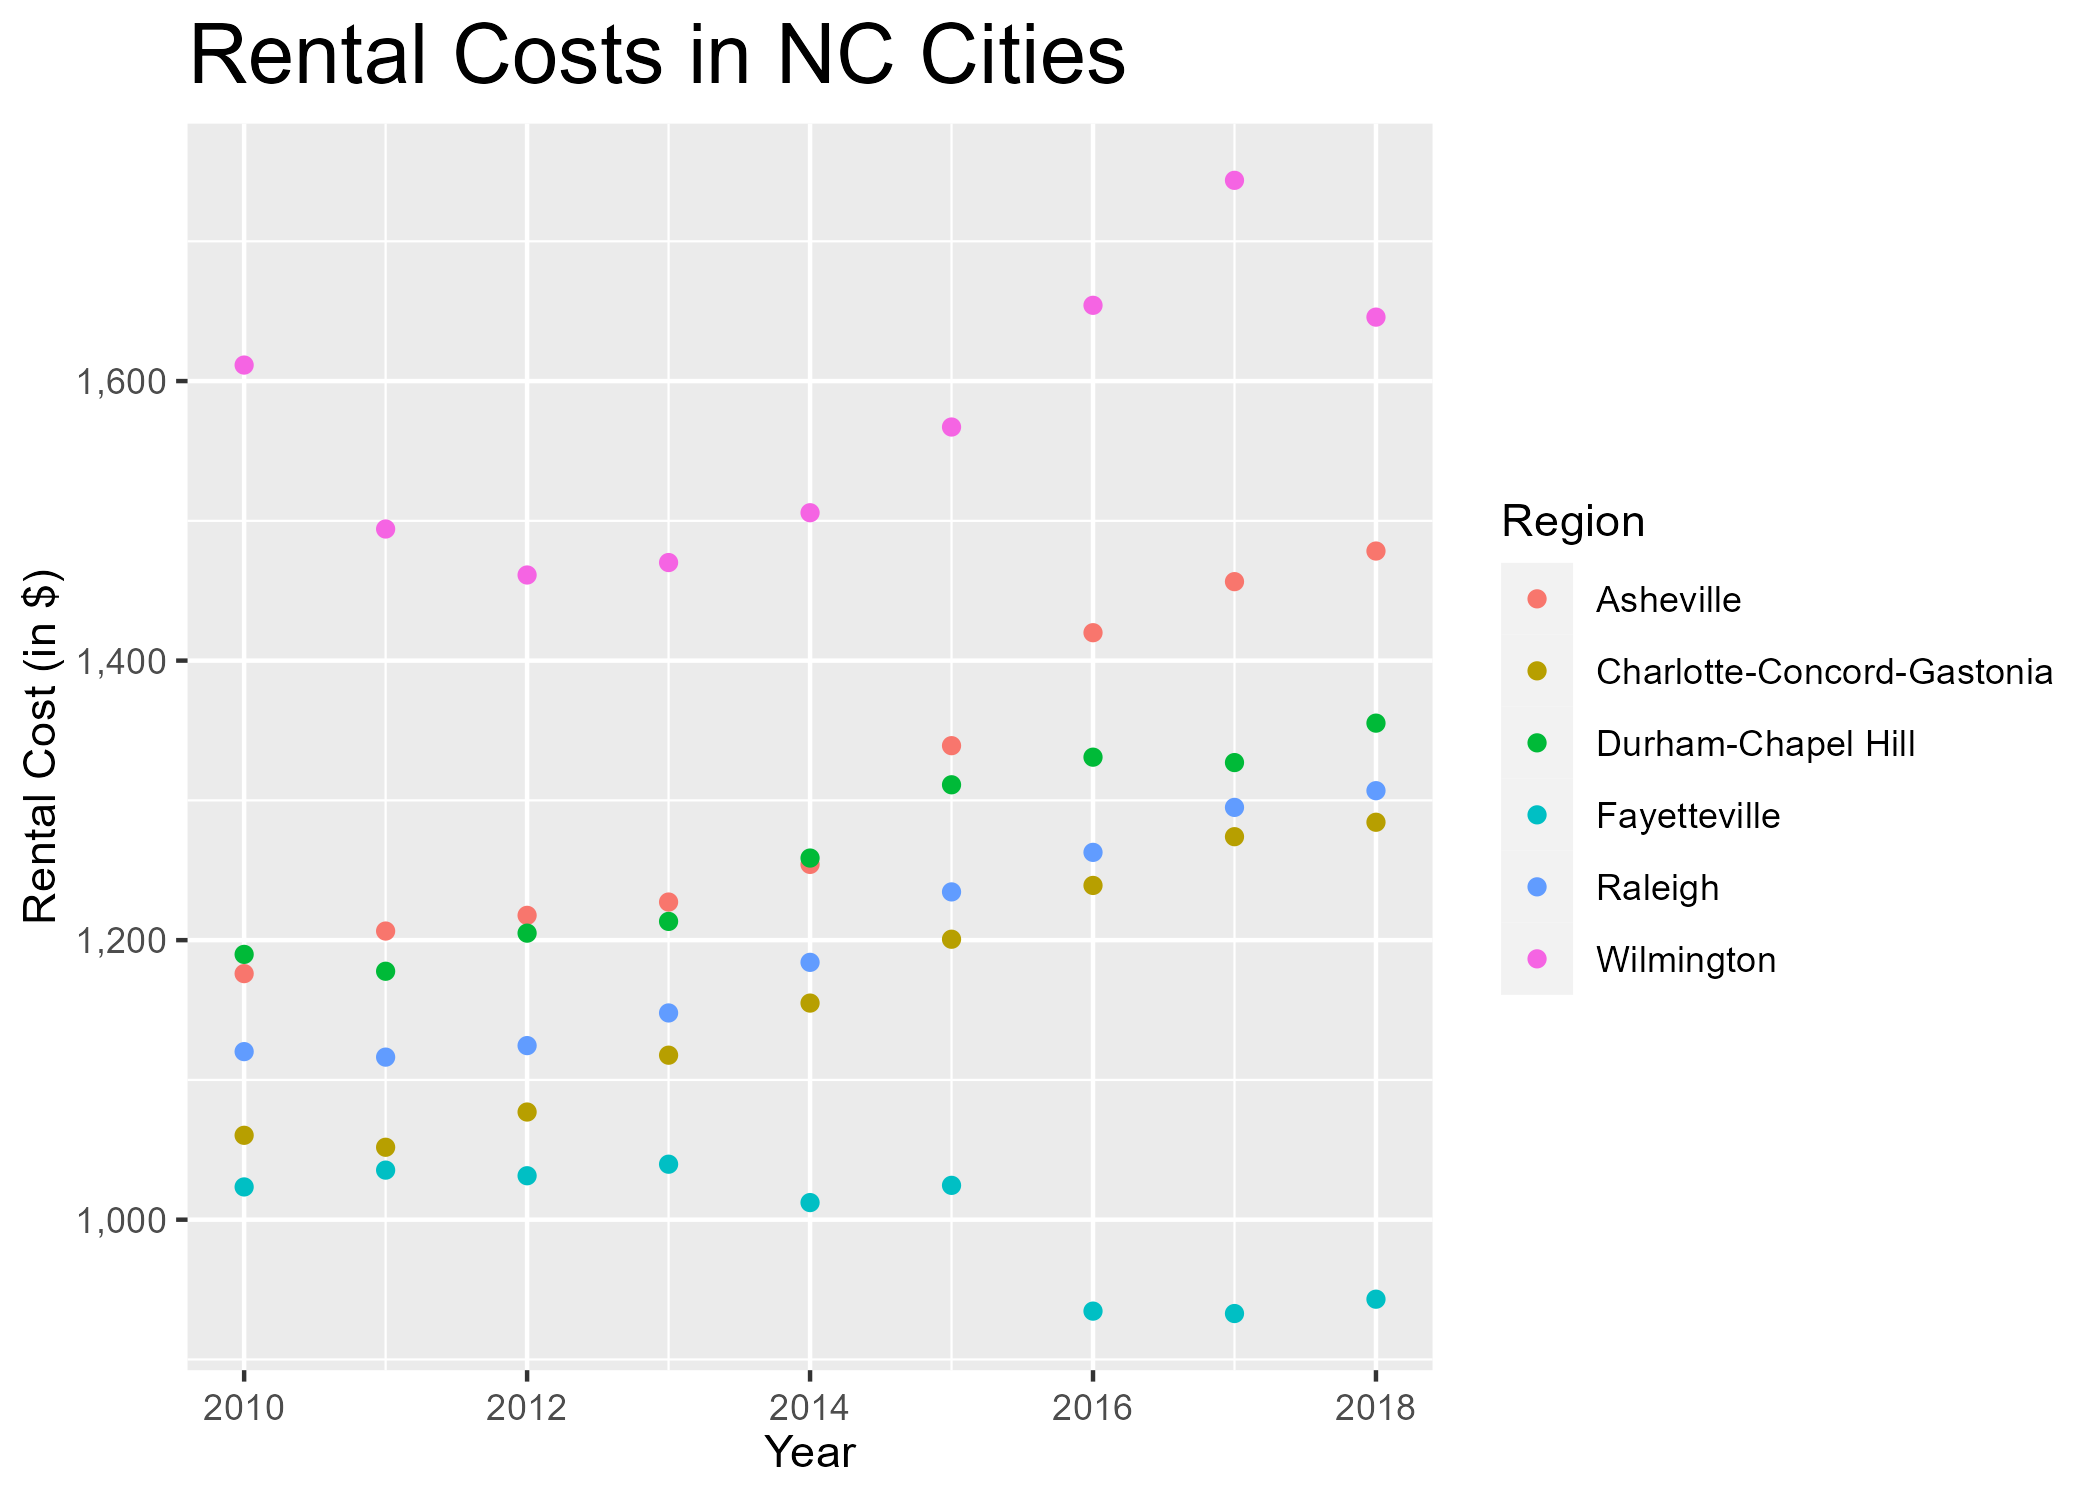 Rental Costs in NC Cities
Rental Cost (in $)
1,600
1,400
1,200
1,000
2010 2012 2014 2016 2018
Year
Region
Asheville
Charlotte-Concord-Gastonia
Durham-Chapel Hill
Fayetteville
Raleigh
Wilmington